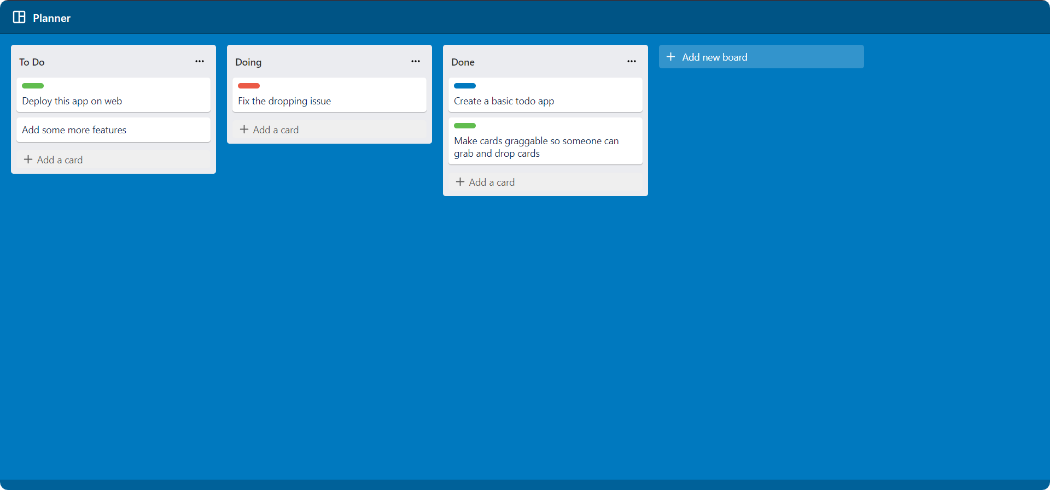 Planner
To Do
Deploy this app on web
Add some more features
Add a card
Doing
Fix the dropping issue
Add a card
Done
Create a basic todo app
Make cards graggable so someone can
grab and drop cards
Add a card
Add new board